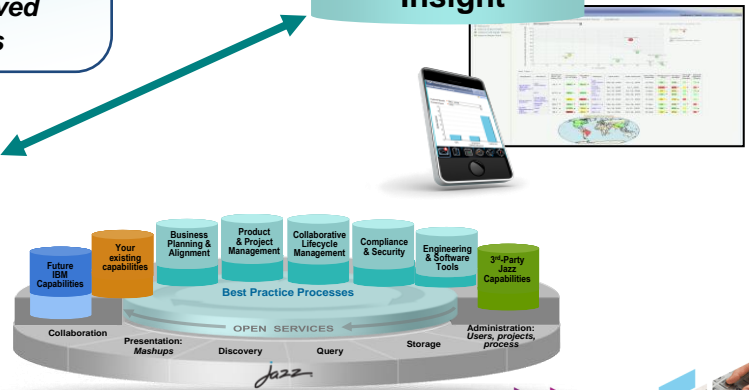 ved
s
Insight
Future
IBM
Capabilities
Your
existing
capabilities
Business
Planning &
Alignment
Product
& Project
Management
Collaborative
Lifecycle
Management
Compliance
& Security
Engineering
& Software
Tools
3rd-Party
Jazz
Capabilities
Best Practice Processes
OPEN SERVICES
Collaboration
Presentation:
Mashups
Discovery
Query
Storage
Administration:
Users, projects,
process
jazz